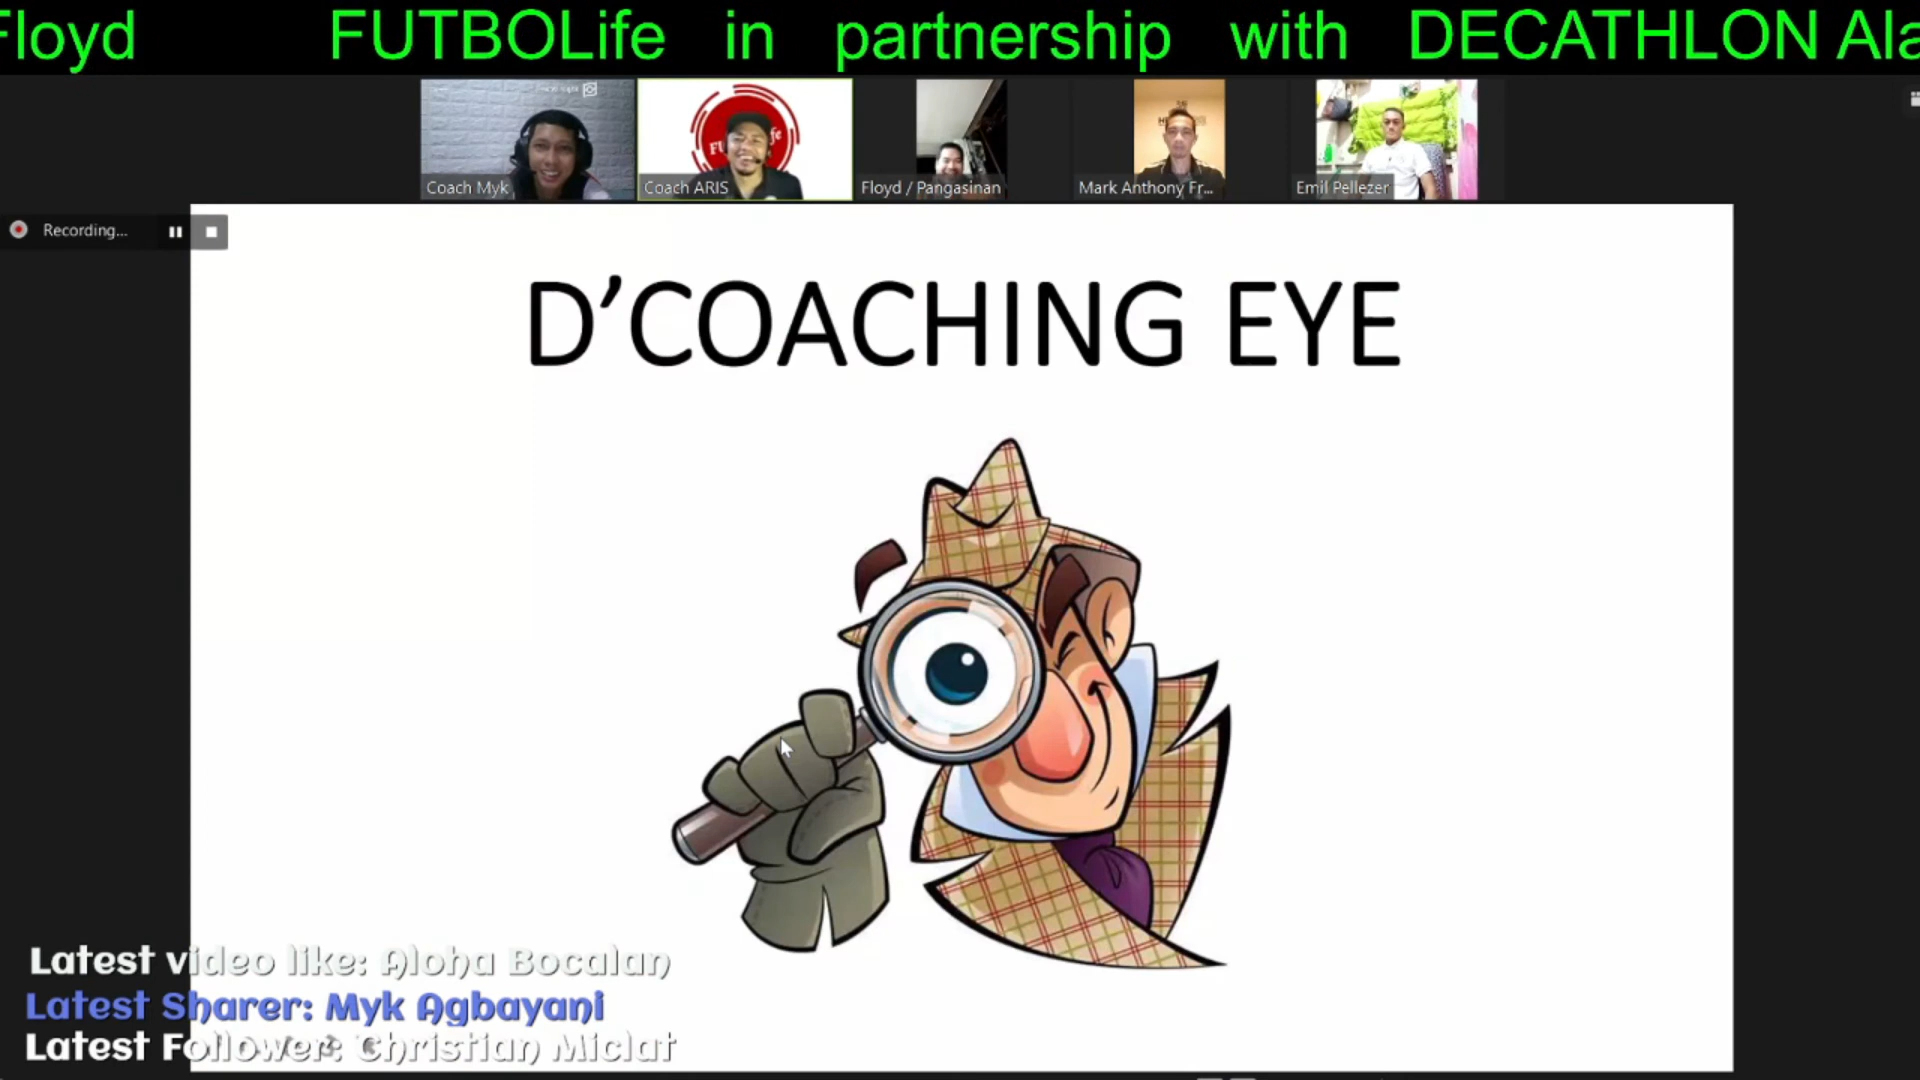 Floyd FUTBOLife in partnership with DECATHLON Ala
Coach Myk
Coach ARIS
Floyd / Pangasinan
Mark Anthony Fr...
Emil Pellezer
Recording...
D’COACHING EYE
Latest video like: Aloha Bocalan
Latest Sharer: Myk Agbayani
Latest Follower: Christian Miclat